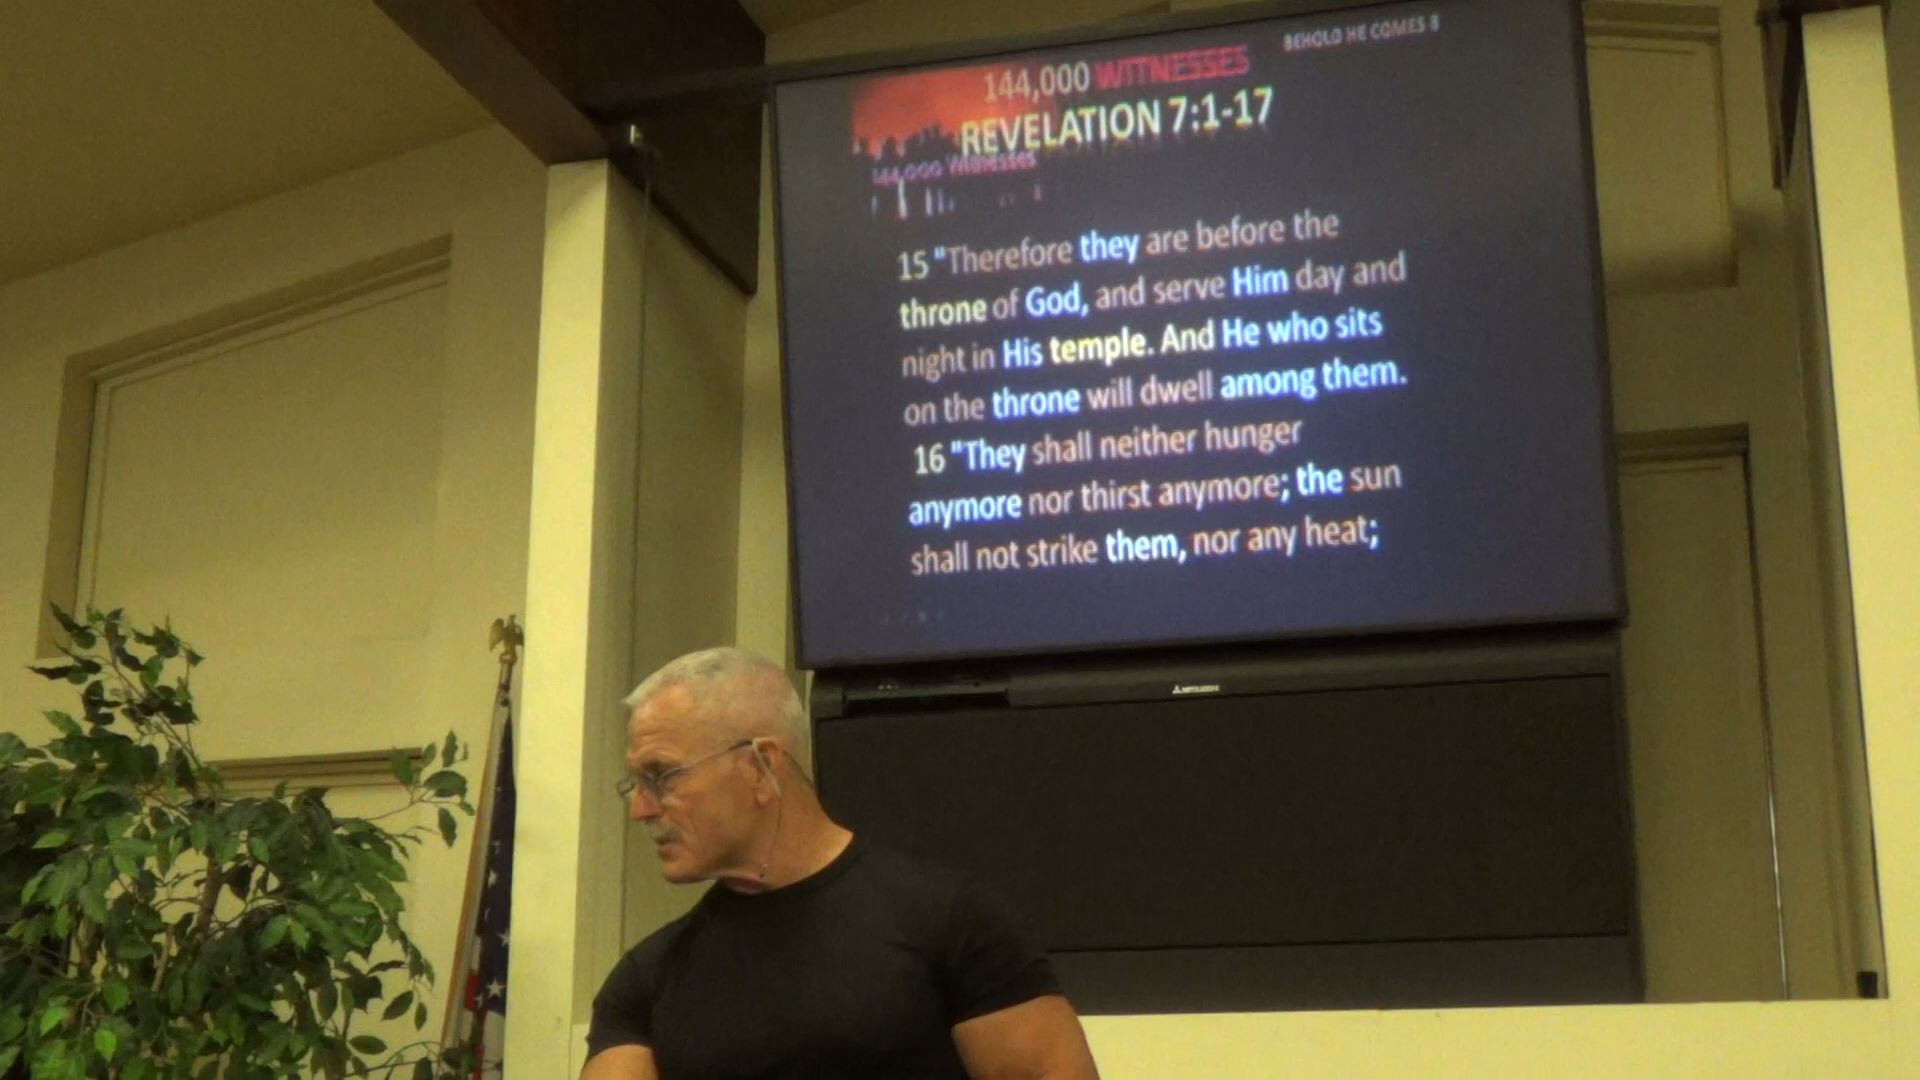 BEHOLD HE COMES 8
144,000 WITNESSES
REVELATION 7:1-17
144,000 Witnesses
15 "Therefore they are before the
throne of God, and serve Him day and
night in His temple. And He who sits
on the throne will dwell among them.
16 "They shall neither hunger
anymore nor thirst anymore; the sun
shall not strike them, nor any heat;
MITSUBISHI